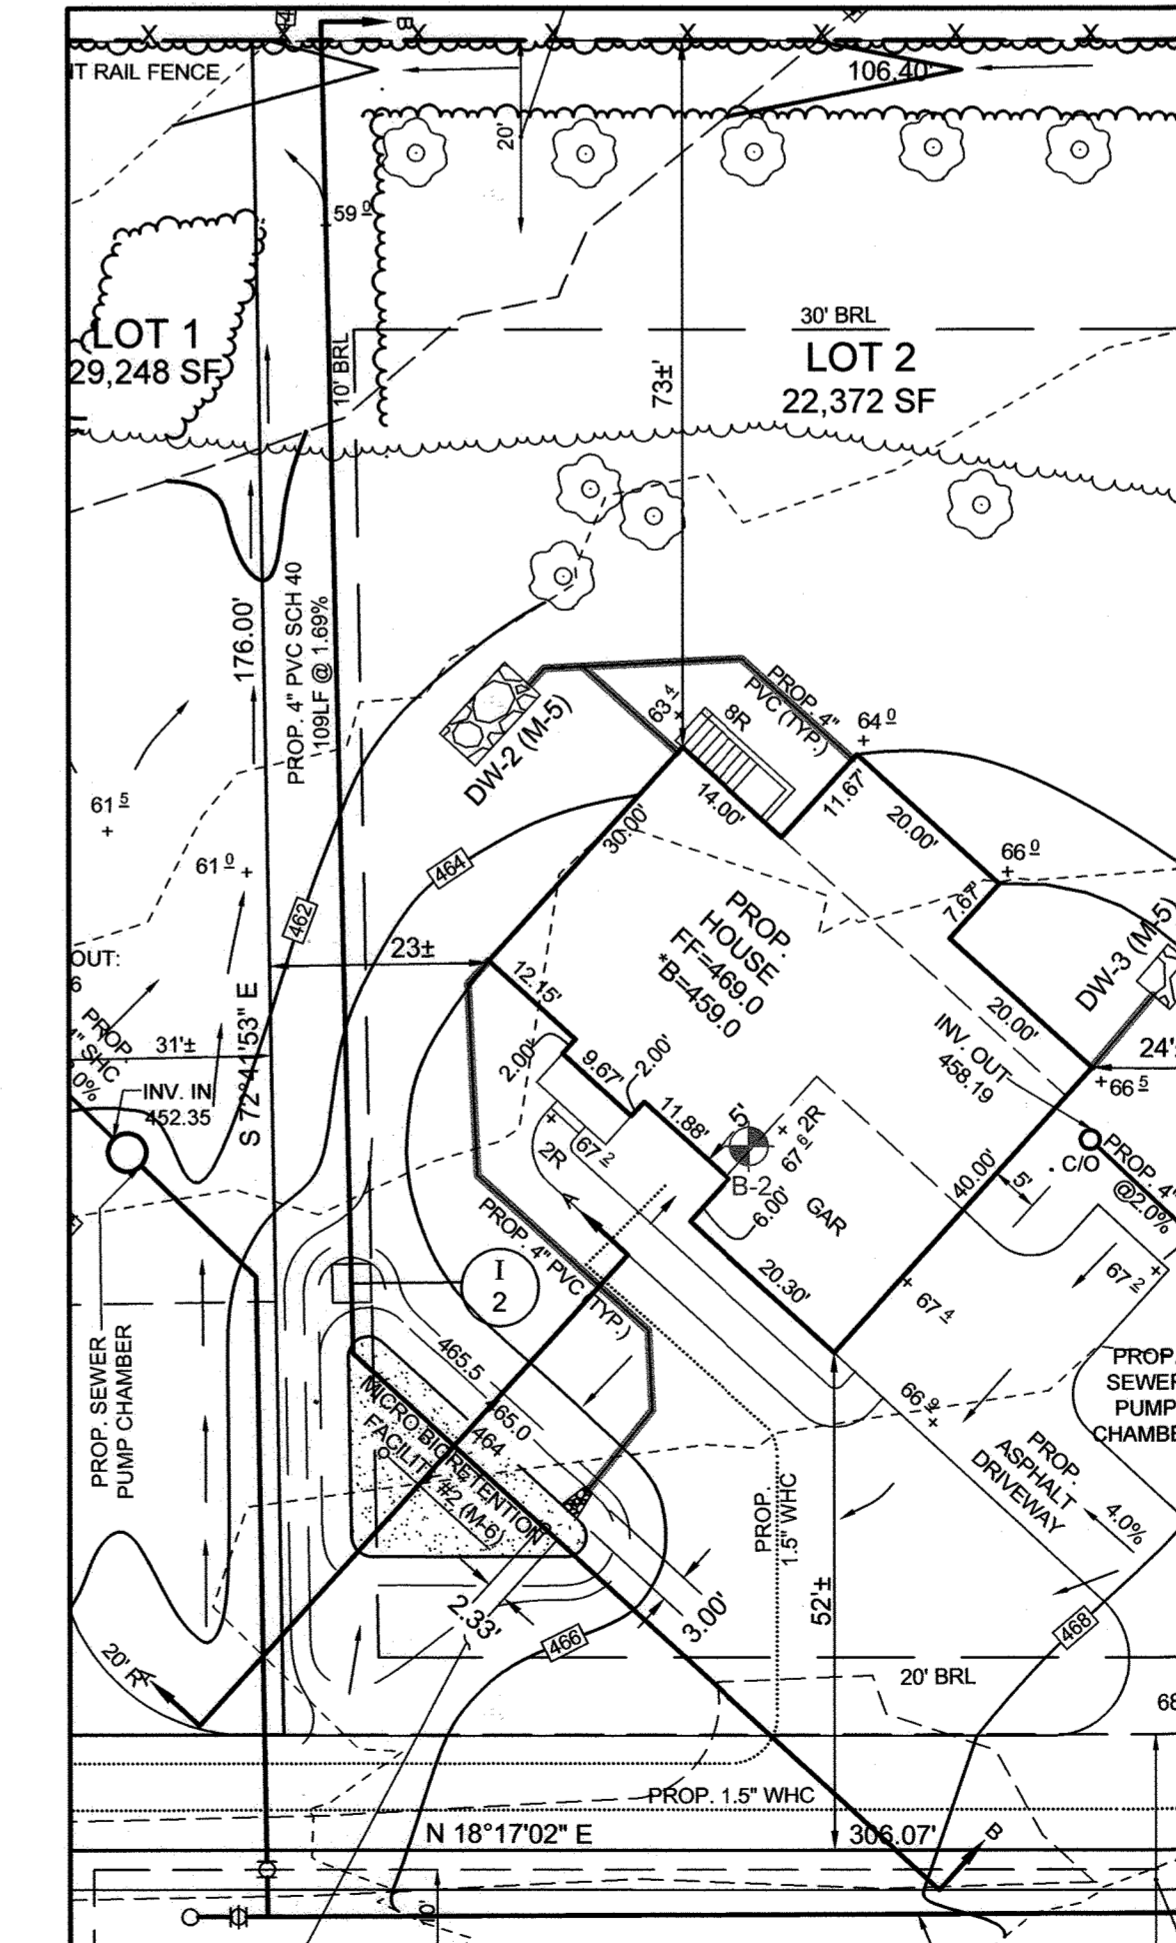 B
X X X X X X X X
IT RAIL FENCE
106.40'
20'
59 0
10' BRL
30' BRL
LOT 1
29,248 SF
LOT 2
22,372 SF
73±
176.00'
PROP. 4" PVC SCH 40
109LF @ 1.69%
DW-2 (M-5)
63 4
8R
PROP. 4"
PVC (TYP.)
64 0
14.00'
11.67'
20.00'
30.00'
66 0
7.67'
61 5
61 0
464
462
PROP.
HOUSE
FF=469.0
*B=459.0
DW-3 (M-5)
20.00'
OUT:
6
23±
12.15'
INV. OUT
458.19
PROP.
4" SHC
.0%
31'±
S 72°41'53" E
2.00'
9.67'
2.00'
24'
66 5
INV. IN
452.35
11.88'
5'
67 6
2R
C/O
PROP. 4"
@2.0%
67 2
2R
B-2
6.00'
GAR
40.00'
5'
A
PROP. 4" PVC (TYP.)
20.30'
67 2
67 4
I
2
PROP. SEWER
PUMP CHAMBER
465.5
465.0
464
MICRO BIORETENTION
FACILITY #2 (M-6)
PROP.
SEWER
PUMP
CHAMBE
66 9
PROP.
ASPHALT
DRIVEWAY
4.0%
PROP.
1.5" WHC
52'±
2.33'
3.00'
466
468
20' R
A
20' BRL
68
PROP. 1.5" WHC
N 18°17'02" E
306.07'
B
10'